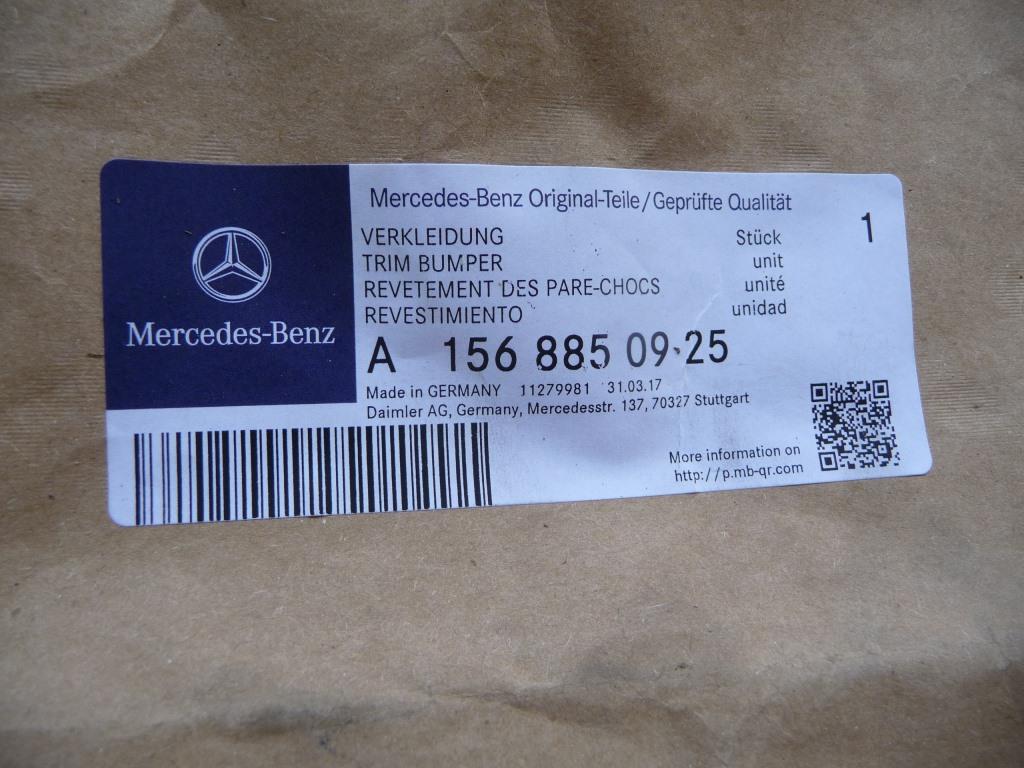 Mercedes-Benz
Mercedes-Benz Original-Teile/Geprüfte Qualität
VERKLEIDUNG Stück 1
TRIM BUMPER unit
REVETEMENT DES PARE-CHOCS unité
REVESTIMIENTO unidad
A 156 885 09 25
Made in GERMANY 11279981 31.03.17
Daimler AG, Germany, Mercedesstr. 137, 70327 Stuttgart
More information on
http://p.mb-qr.com